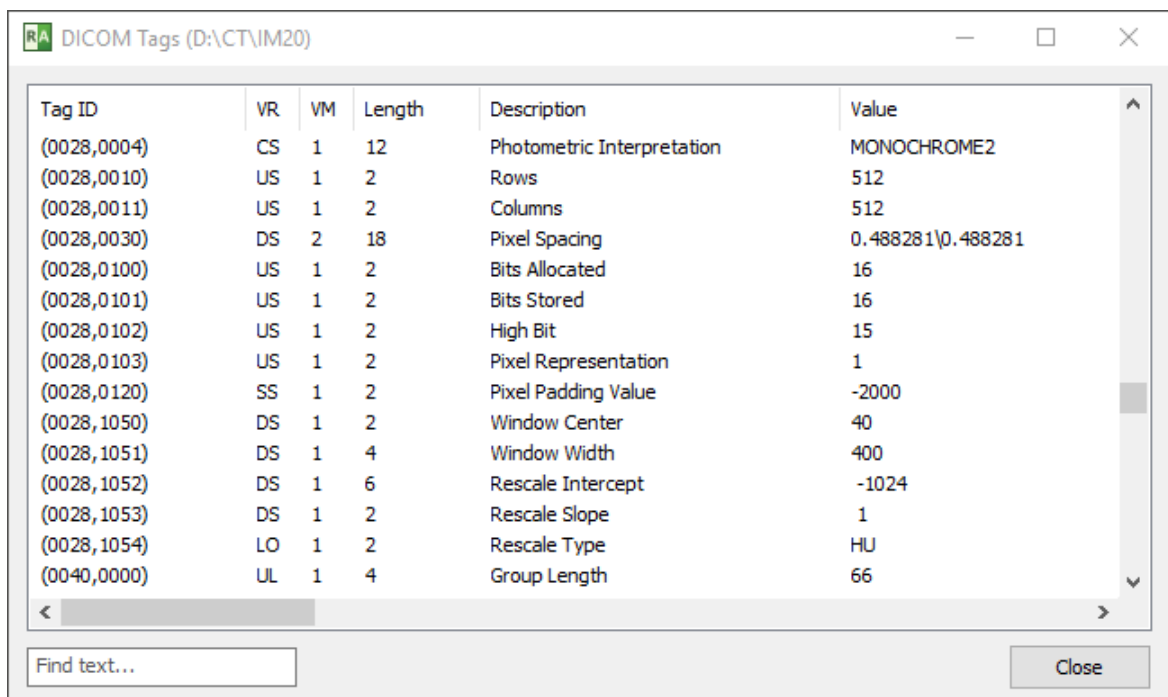 RA DICOM Tags (D:\CT\IM20)
Tag ID VR VM Length Description Value
(0028,0004) CS 1 12 Photometric Interpretation MONOCHROME2
(0028,0010) US 1 2 Rows 512
(0028,0011) US 1 2 Columns 512
(0028,0030) DS 2 18 Pixel Spacing 0.488281\0.488281
(0028,0100) US 1 2 Bits Allocated 16
(0028,0101) US 1 2 Bits Stored 16
(0028,0102) US 1 2 High Bit 15
(0028,0103) US 1 2 Pixel Representation 1
(0028,0120) SS 1 2 Pixel Padding Value -2000
(0028,1050) DS 1 2 Window Center 40
(0028,1051) DS 1 4 Window Width 400
(0028,1052) DS 1 6 Rescale Intercept -1024
(0028,1053) DS 1 2 Rescale Slope 1
(0028,1054) LO 1 2 Rescale Type HU
(0040,0000) UL 1 4 Group Length 66
Find text... Close